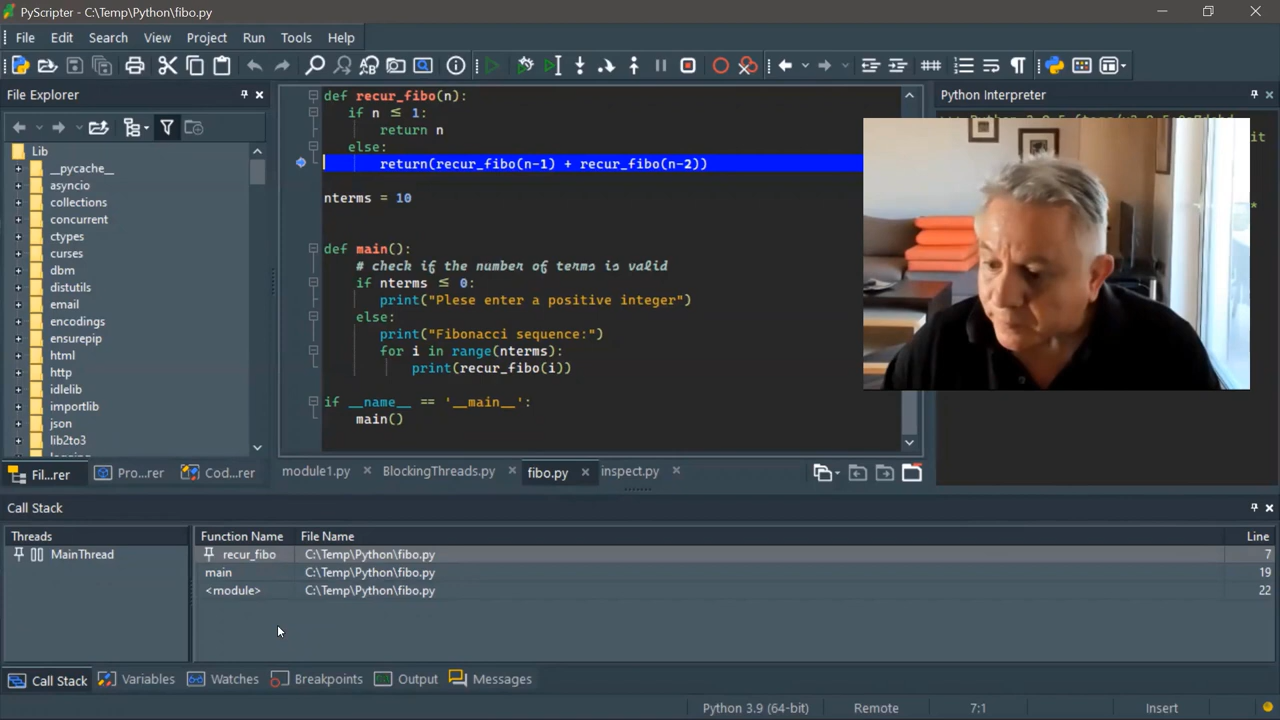 PyScripter - C:\Temp\Python\fibo.py
File Edit Search View Project Run Tools Help
File Explorer
Lib
__pycache__
asyncio
collections
concurrent
ctypes
curses
dbm
distutils
email
encodings
ensurepip
html
http
idlelib
importlib
json
lib2to3
Fil...rer Pro...rer Cod...rer
def recur_fibo(n):
if n ≤ 1:
return n
else:
return(recur_fibo(n-1) + recur_fibo(n-2))
nterms = 10
def main():
# check if the number of terms is valid
if nterms ≤ 0:
print("Plese enter a positive integer")
else:
print("Fibonacci sequence:")
for i in range(nterms):
print(recur_fibo(i))
if __name__ == '__main__':
main()
module1.py BlockingThreads.py fibo.py inspect.py
Python Interpreter
Call Stack
Threads
MainThread
Function Name File Name Line
recur_fibo C:\Temp\Python\fibo.py 7
main C:\Temp\Python\fibo.py 19
<module> C:\Temp\Python\fibo.py 22
Call Stack Variables Watches Breakpoints Output Messages
Python 3.9 (64-bit) Remote 7:1 Insert